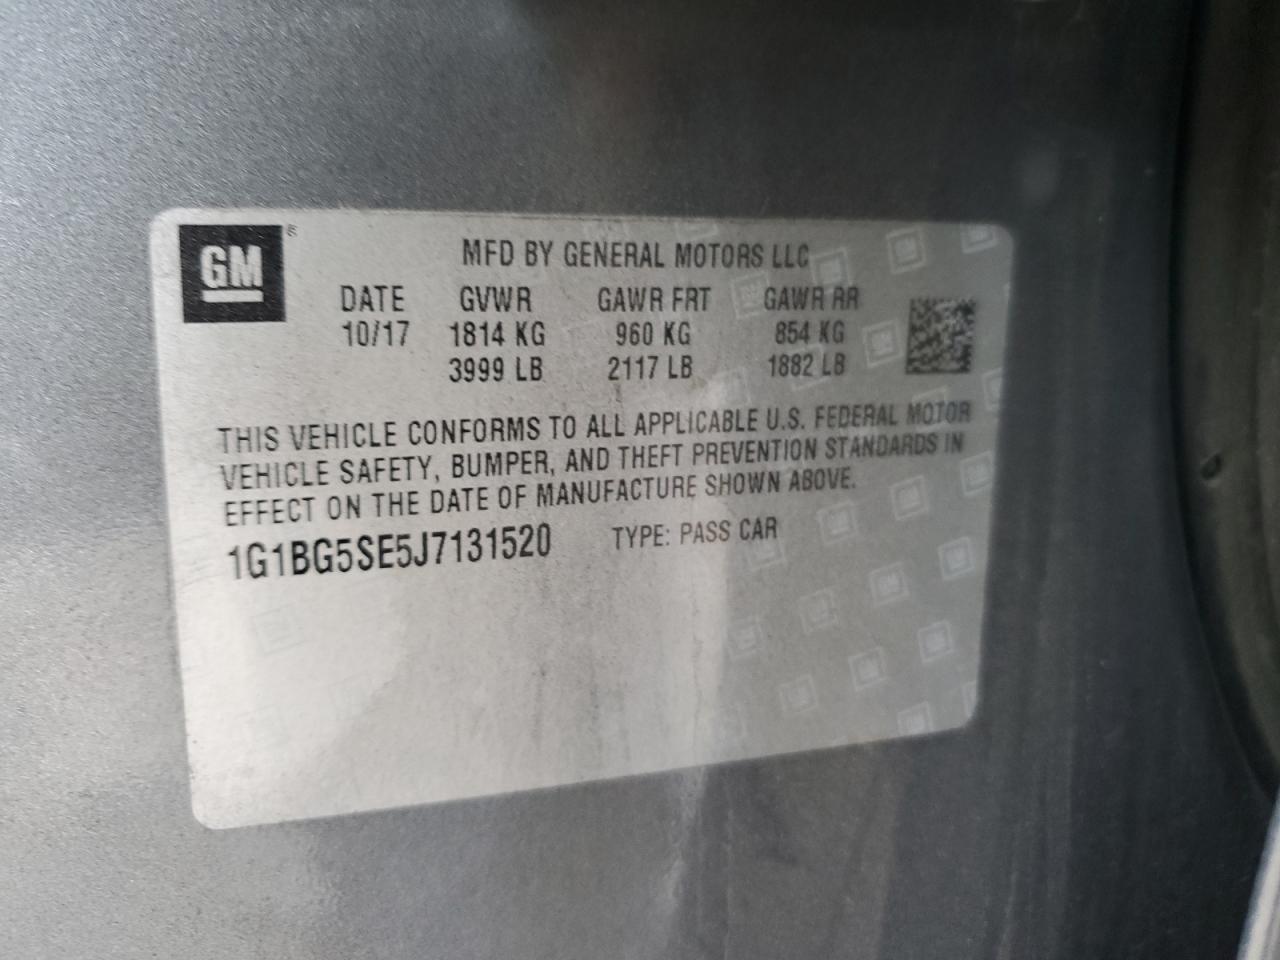 GM
MFD BY GENERAL MOTORS LLC
DATE GVWR GAWR FRT GAWR RR
10/17 1814 KG 960 KG 854 KG
3999 LB 2117 LB 1882 LB
THIS VEHICLE CONFORMS TO ALL APPLICABLE U.S. FEDERAL MOTOR
VEHICLE SAFETY, BUMPER, AND THEFT PREVENTION STANDARDS IN
EFFECT ON THE DATE OF MANUFACTURE SHOWN ABOVE.
1G1BG5SE5J7131520 TYPE: PASS CAR